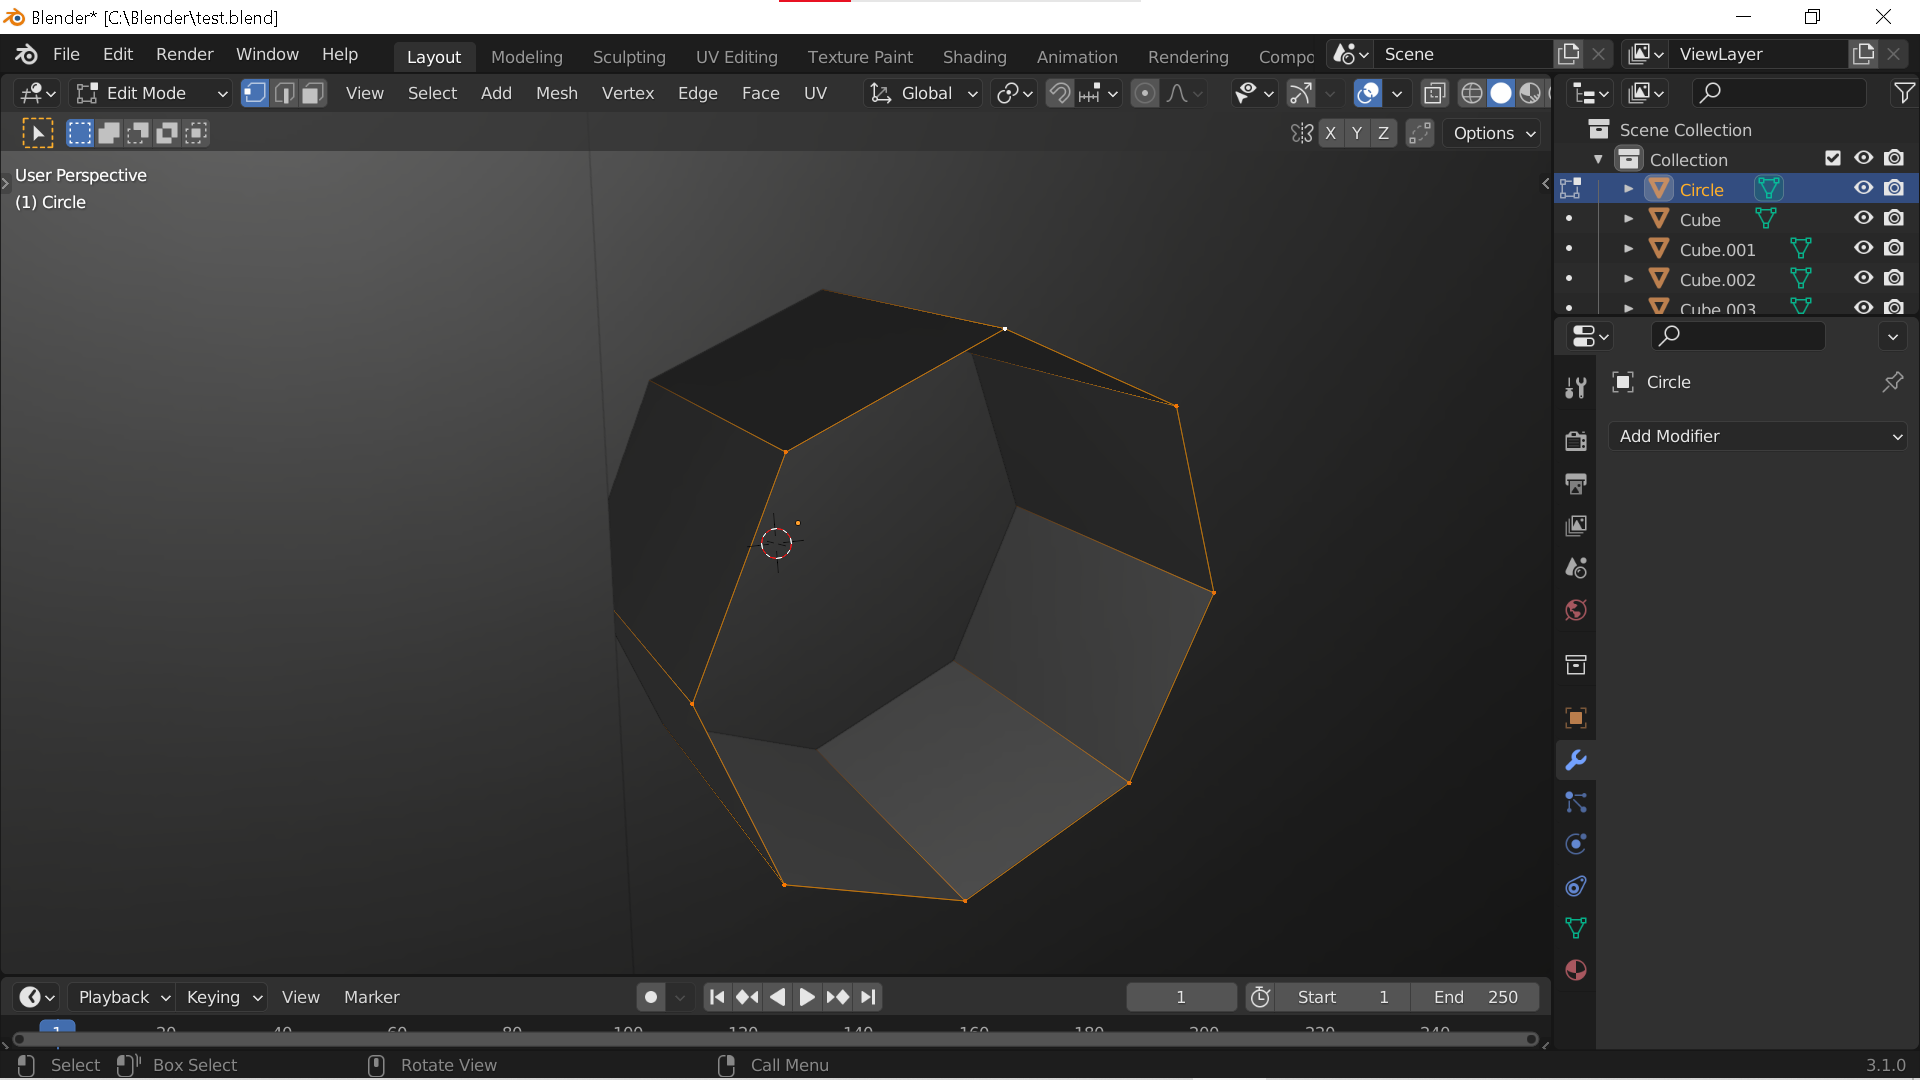 Blender* [C:\Blender\test.blend]
File Edit Render Window Help Layout Modeling Sculpting UV Editing Texture Paint Shading Animation Rendering Compo Scene ViewLayer
Edit Mode View Select Add Mesh Vertex Edge Face UV Global
X Y Z Options
User Perspective
(1) Circle
Scene Collection
Collection
Circle
Cube
Cube.001
Cube.002
Cube.003
Circle
Add Modifier
Playback Keying View Marker 1 Start 1 End 250
1 20 40 60 80 100 120 140 160 180 200 220 240
Select Box Select Rotate View Call Menu 3.1.0